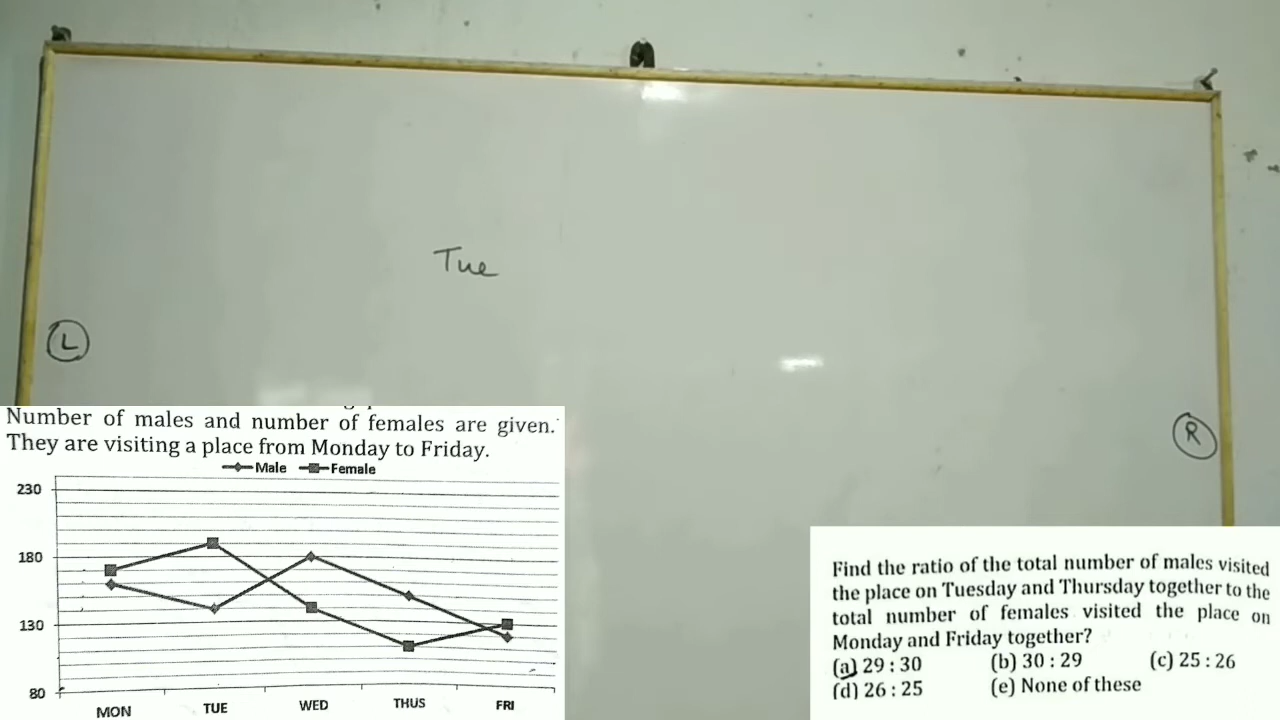 Tue
L
R
Number of males and number of females are given.
They are visiting a place from Monday to Friday.
Male Female
230
180
130
80
MON TUE WED THUS FRI
Find the ratio of the total number of males visited
the place on Tuesday and Thursday together to the
total number of females visited the place on
Monday and Friday together?
(a) 29 : 30 (b) 30 : 29 (c) 25 : 26
(d) 26 : 25 (e) None of these